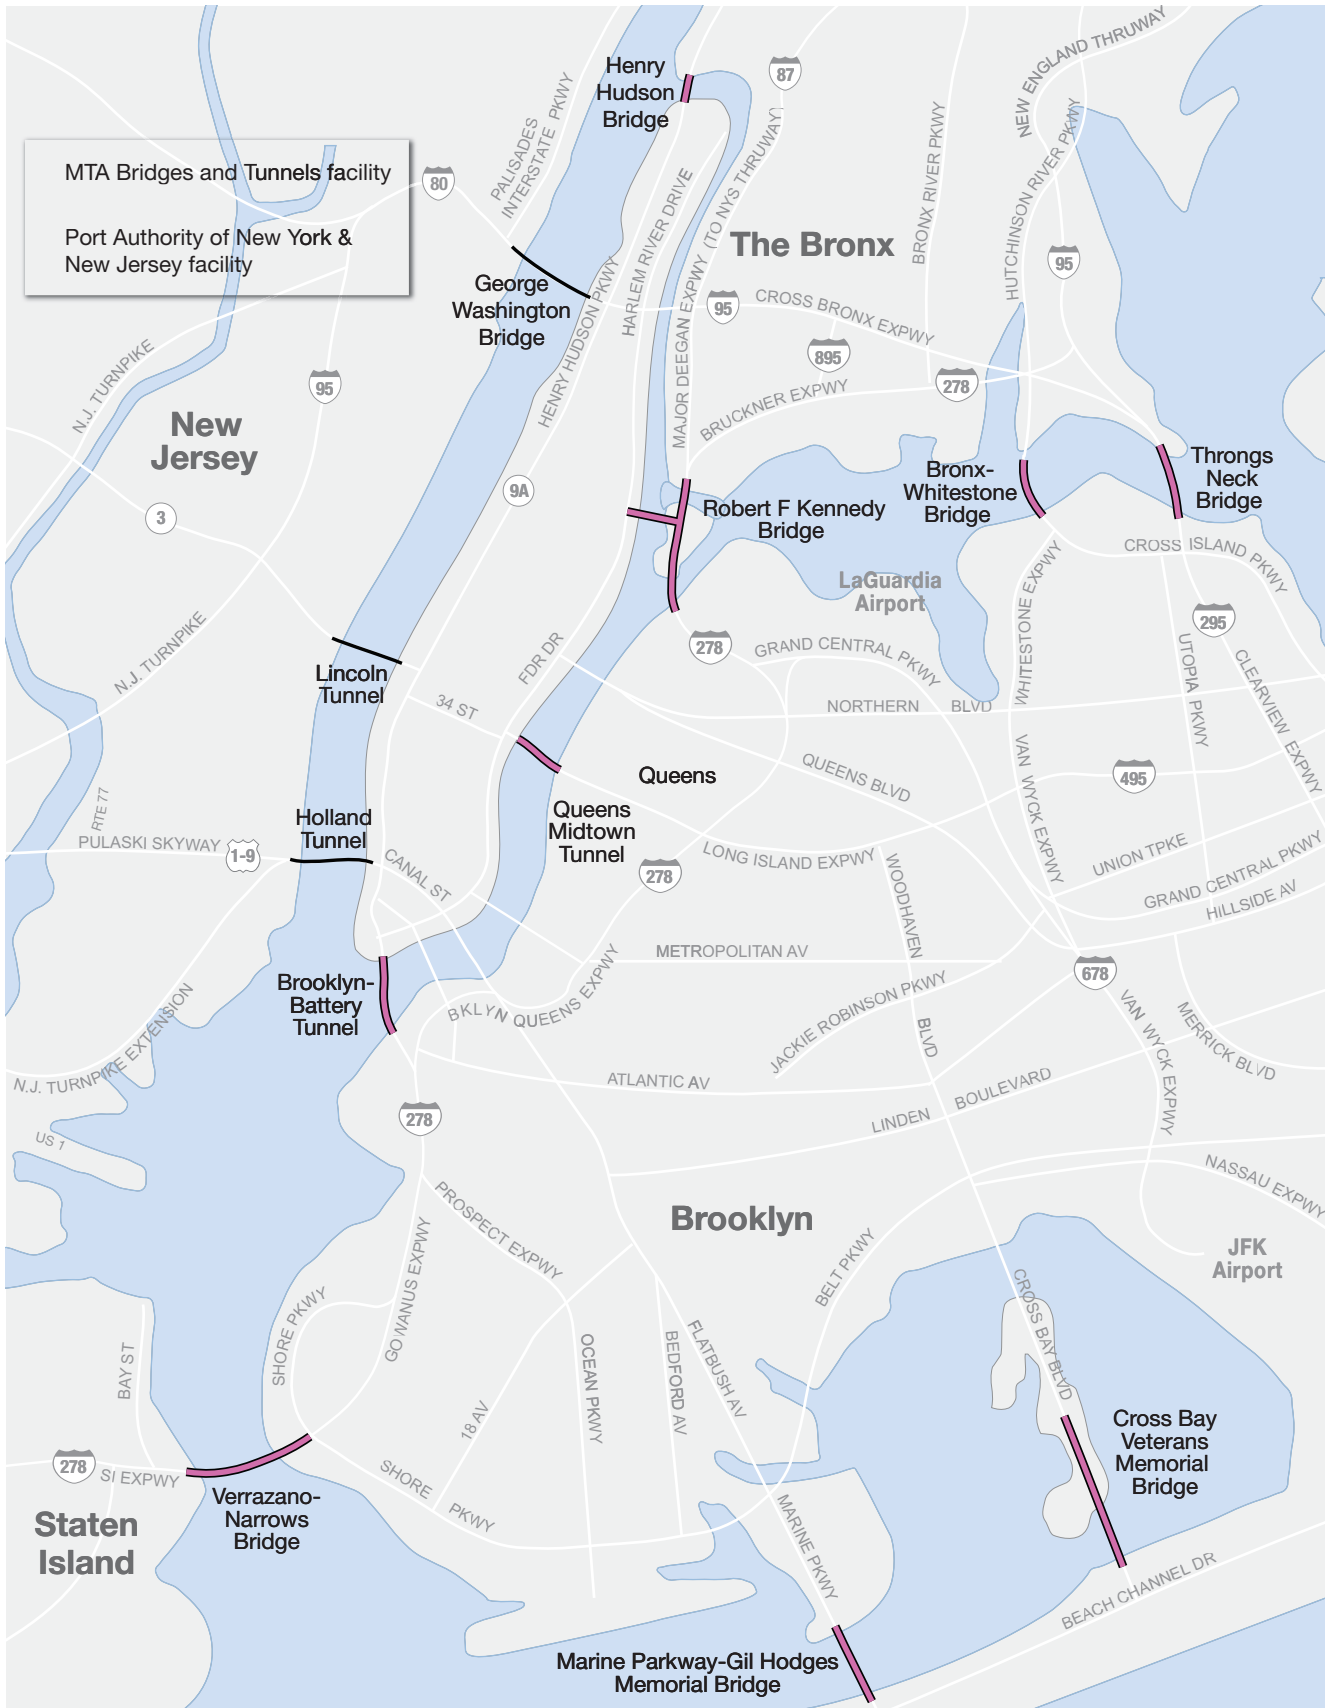 Henry
Hudson
Bridge
87
NEW ENGLAND THRUWAY
PALISADES
INTERSTATE PKWY
MTA Bridges and Tunnels facility
Port Authority of New York &
New Jersey facility
80
HARLEM RIVER DRIVE
MAJOR DEEGAN EXPWY (TO NYS THRUWAY)
BRONX RIVER PKWY
HUTCHINSON RIVER PKWY
The Bronx
95
George
Washington
Bridge
HENRY HUDSON PKWY
95
CROSS BRONX EXPWY
895
278
BRUCKNER EXPWY
N.J. TURNPIKE
95
New
Jersey
3
9A
Robert F Kennedy
Bridge
Bronx-
Whitestone
Bridge
Throngs
Neck
Bridge
LaGuardia
Airport
CROSS ISLAND PKWY
WHITESTONE EXPWY
295
278
GRAND CENTRAL PKWY
UTOPIA PKWY
CLEARVIEW EXPWY
N.J. TURNPIKE
Lincoln
Tunnel
FDR DR
34 ST
NORTHERN BLVD
Queens
QUEENS BLVD
VAN WYCK EXPWY
495
Queens
Midtown
Tunnel
RTE 77
PULASKI SKYWAY
1-9
Holland
Tunnel
CANAL ST
278
LONG ISLAND EXPWY
WOODHAVEN
BLVD
UNION TPKE
GRAND CENTRAL PKWY
HILLSIDE AV
METROPOLITAN AV
678
Brooklyn-
Battery
Tunnel
BKLYN QUEENS EXPWY
JACKIE ROBINSON PKWY
VAN WYCK EXPWY
MERRICK BLVD
N.J. TURNPIKE EXTENSION
ATLANTIC AV
LINDEN BOULEVARD
278
US 1
NASSAU EXPWY
PROSPECT EXPWY
Brooklyn
JFK
Airport
BELT PKWY
GOWANUS EXPWY
SHORE PKWY
CROSS BAY BLVD
BAY ST
OCEAN PKWY
BEDFORD AV
FLATBUSH AV
18 AV
Cross Bay
Veterans
Memorial
Bridge
278
SI EXPWY
Verrazano-
Narrows
Bridge
SHORE PKWY
Staten
Island
MARINE PKWY
BEACH CHANNEL DR
Marine Parkway-Gil Hodges
Memorial Bridge